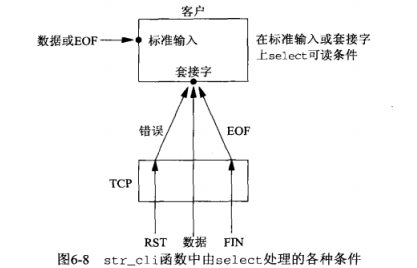 客户
数据或EOF
标准输入
在标准输入或套接字
上select可读条件
套接字
错误
EOF
TCP
RST 数据 FIN
图6-8 str_cli函数中由select处理的各种条件